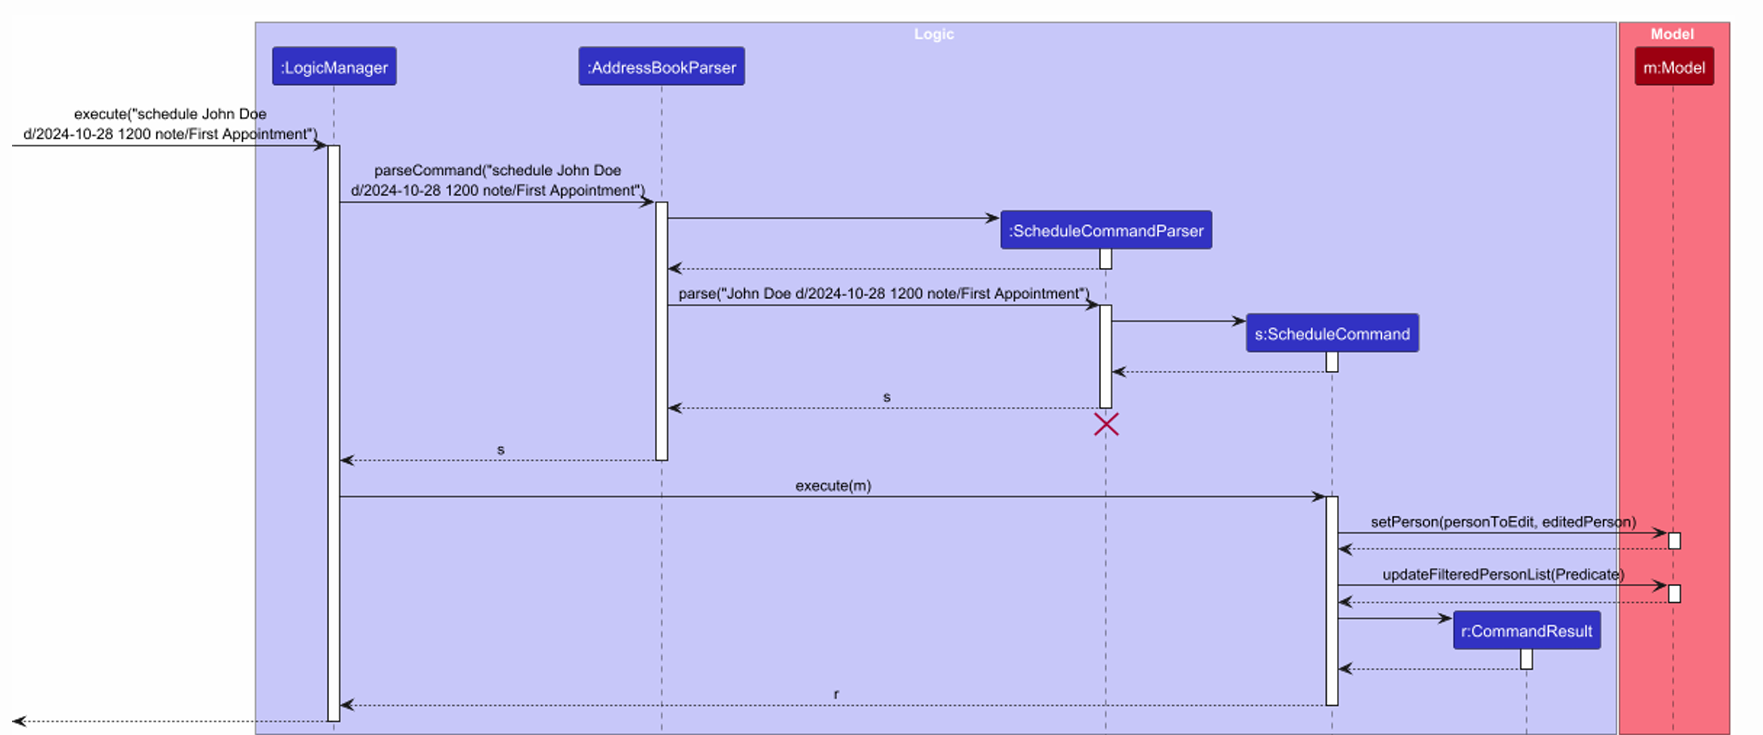 Logic
Model
:LogicManager
:AddressBookParser
m:Model
execute("schedule John Doe
d/2024-10-28 1200 note/First Appointment")
parseCommand("schedule John Doe
d/2024-10-28 1200 note/First Appointment")
:ScheduleCommandParser
parse("John Doe d/2024-10-28 1200 note/First Appointment")
s:ScheduleCommand
s
s
execute(m)
setPerson(personToEdit, editedPerson)
updateFilteredPersonList(Predicate)
r:CommandResult
r